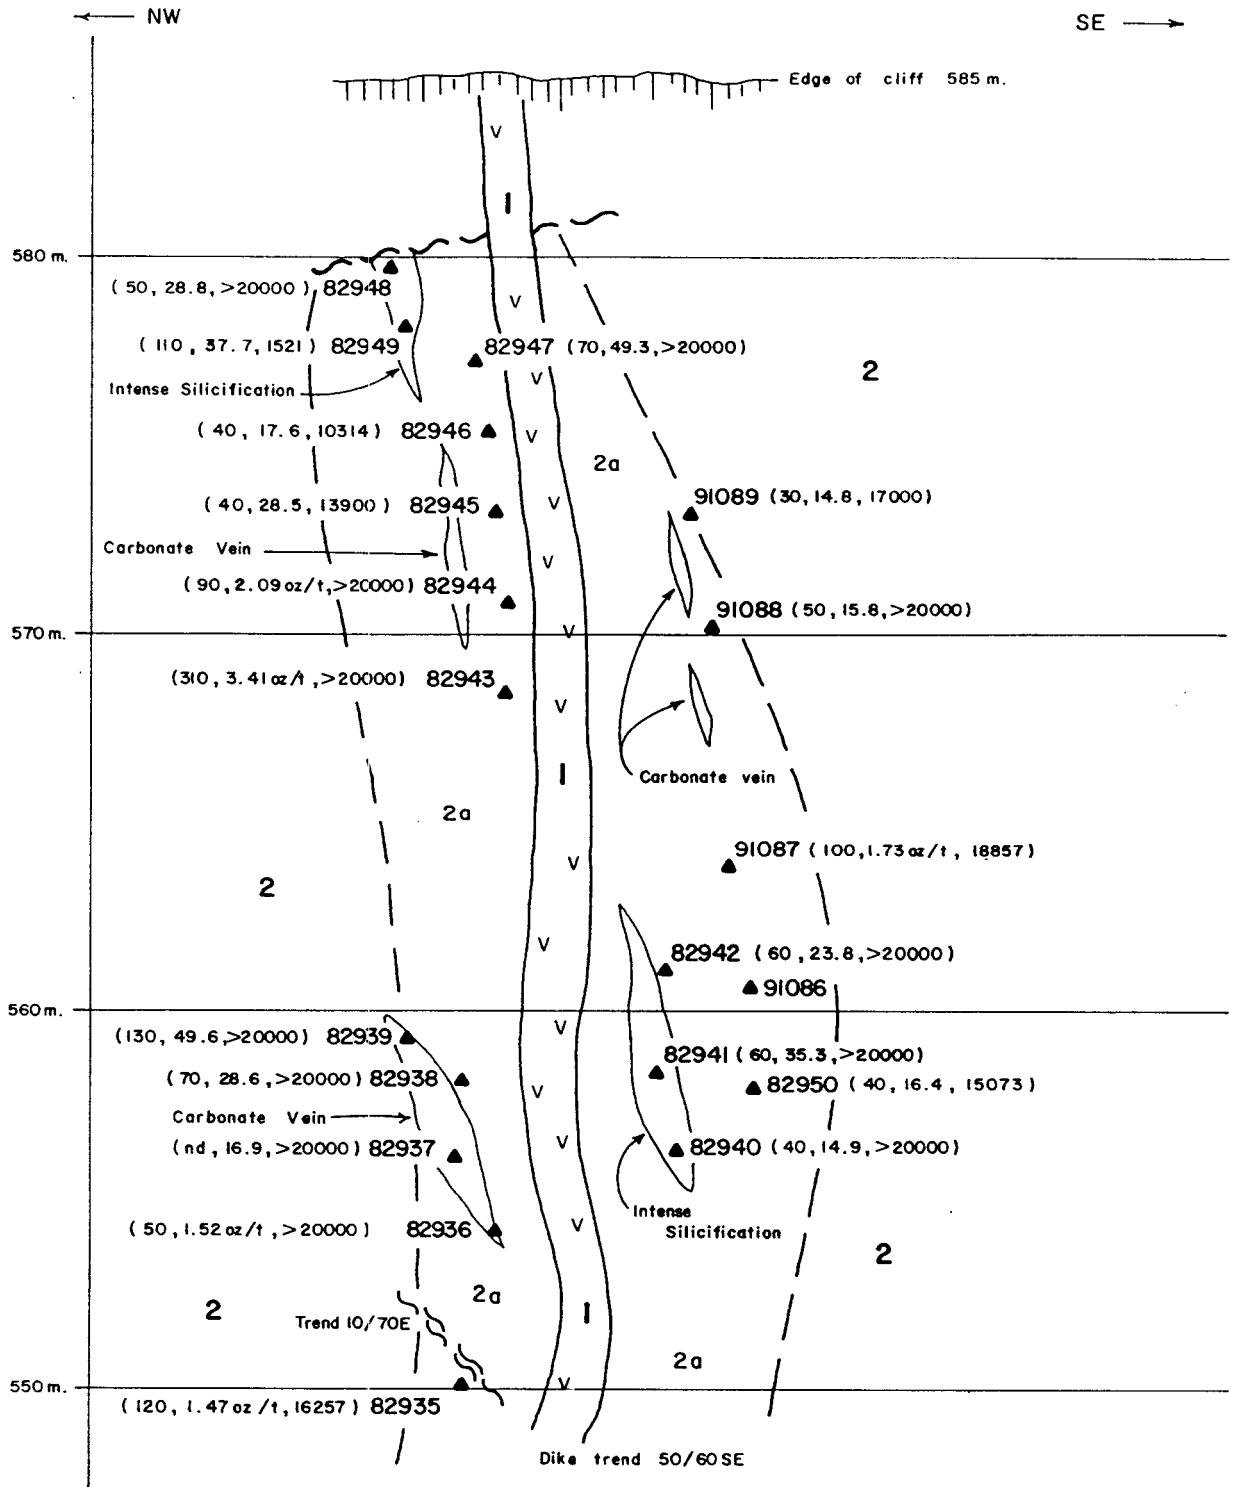 NW
SE
Edge of cliff 585 m.
V
1
580 m.
(50, 28.8, >20000) 82948
V
(110, 37.7, 1521) 82949
82947 (70, 49.3, >20000)
2
V
Intense Silicification
(40, 17.6, 10314) 82946
V
2a
91089 (30, 14.8, 17000)
(40, 28.5, 13900) 82945
V
Carbonate Vein
V
(90, 2.09 oz/t, >20000) 82944
91088 (50, 15.8, >20000)
570 m.
V
(310, 3.41 oz/t, >20000) 82943
V
1
Carbonate vein
2a
91087 (100, 1.73 oz/t, 18857)
V
2
V
82942 (60, 23.8, >20000)
91086
560 m.
V
(130, 49.6, >20000) 82939
82941 (60, 35.3, >20000)
(70, 28.6, >20000) 82938
V
82950 (40, 16.4, 15073)
Carbonate Vein
V
(nd, 16.9, >20000) 82937
82940 (40, 14.9, >20000)
Intense
Silicification
(50, 1.52 oz/t, >20000) 82936
V
2
2a
2
1
Trend 10/70E
2a
550 m.
V
(120, 1.47 oz/t, 16257) 82935
Dike trend 50/60 SE